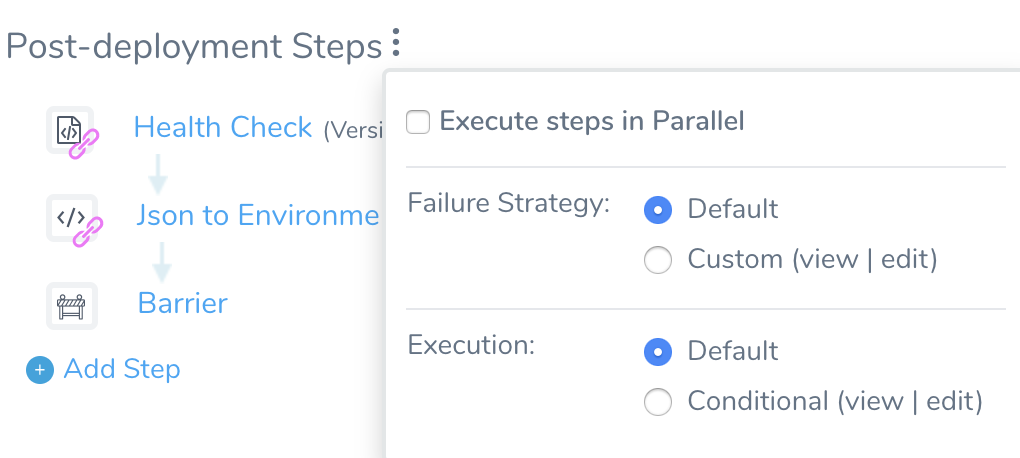 Post-deployment Steps
Health Check (Versi
Json to Environme
Barrier
+ Add Step
Execute steps in Parallel
Failure Strategy:
Default
Custom (view | edit)
Execution:
Default
Conditional (view | edit)